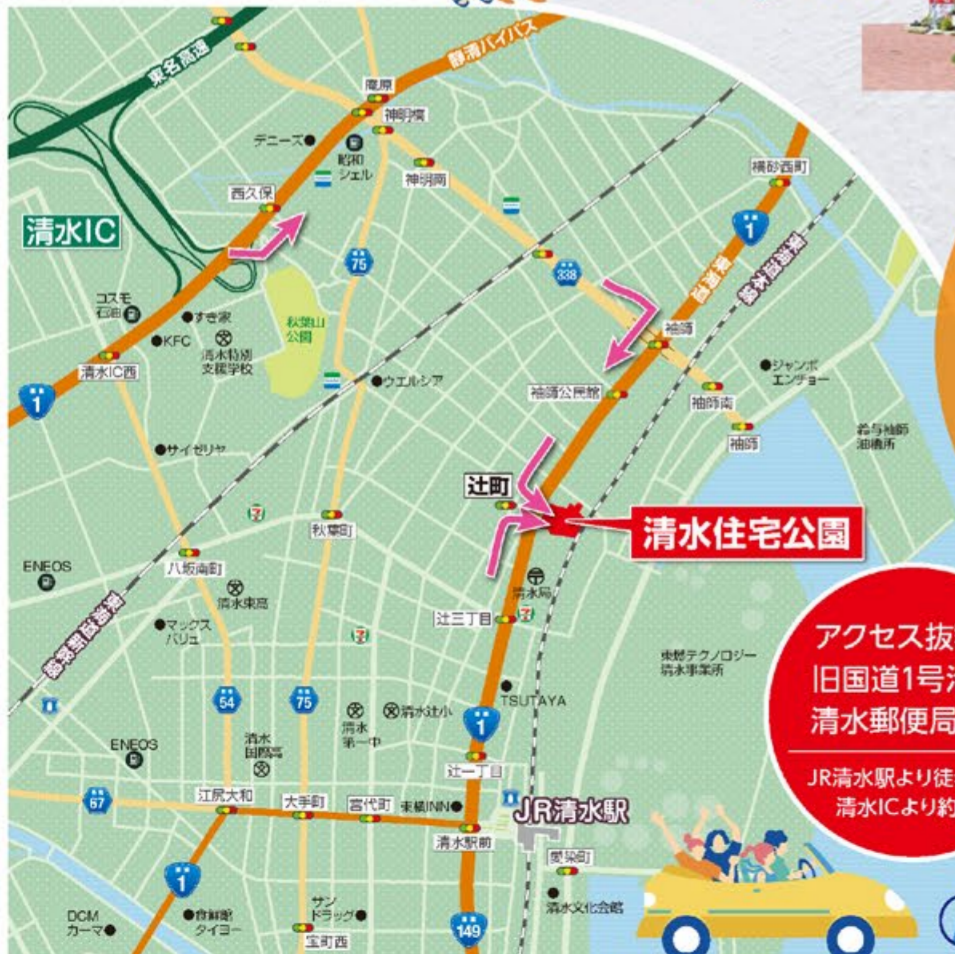 東名高速
静清バイパス
庵原
神明橋
デニーズ
昭和
シェル
神明南
横砂西町
西久保
清水IC
75
338
1
東海道
東海道本線
コスモ
石油
すき家
KFC
清水特別
支援学校
秋葉山
公園
袖師
ジャンボ
エンチョー
清水IC西
1
ウエルシア
袖師公民館
袖師南
袖師
サイゼリヤ
辻町
秋葉町
清水住宅公園
ENEOS
八坂南町
清水東高
清水局
マックス
バリュ
辻三丁目
東燃テクノロジー
清水事業所
アクセス抜
旧国道1号
清水郵便局
JR清水駅より徒
清水ICより約
54
75
清水
第一中
清水辻小
TSUTAYA
1
ENEOS
清水
国際高
辻一丁目
67
江尻大和
大手町
宮代町
東横INN
JR清水駅
清水駅前
愛染町
1
DCM
カーマ
食鮮館
タイヨー
サン
ドラッグ
宝町西
149
清水文化会館